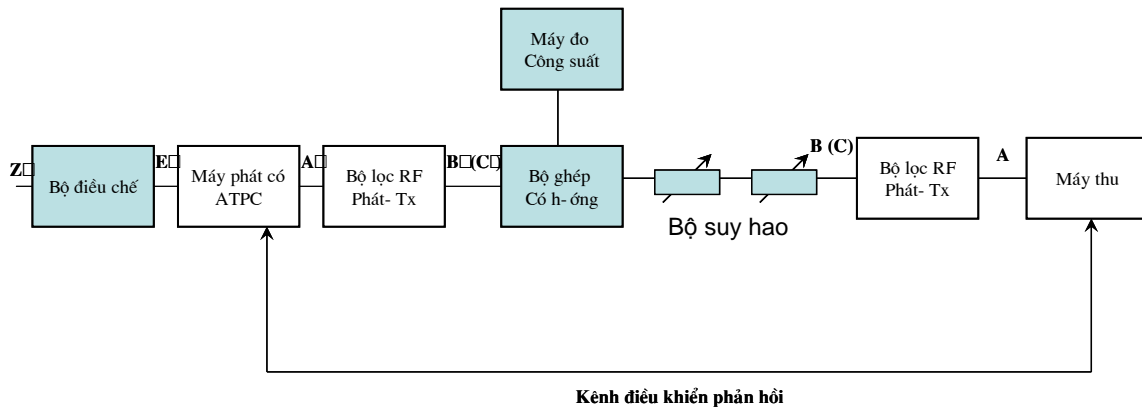 Máy đo
Công suất
Z□
Bộ điều chế
E□
Máy phát có
ATPC
A□
Bộ lọc RF
Phát- Tx
B□(C□)
Bộ ghép
Có h- ớng
Bộ suy hao
B (C)
Bộ lọc RF
Phát- Tx
A
Máy thu
Kênh điều khiển phản hồi